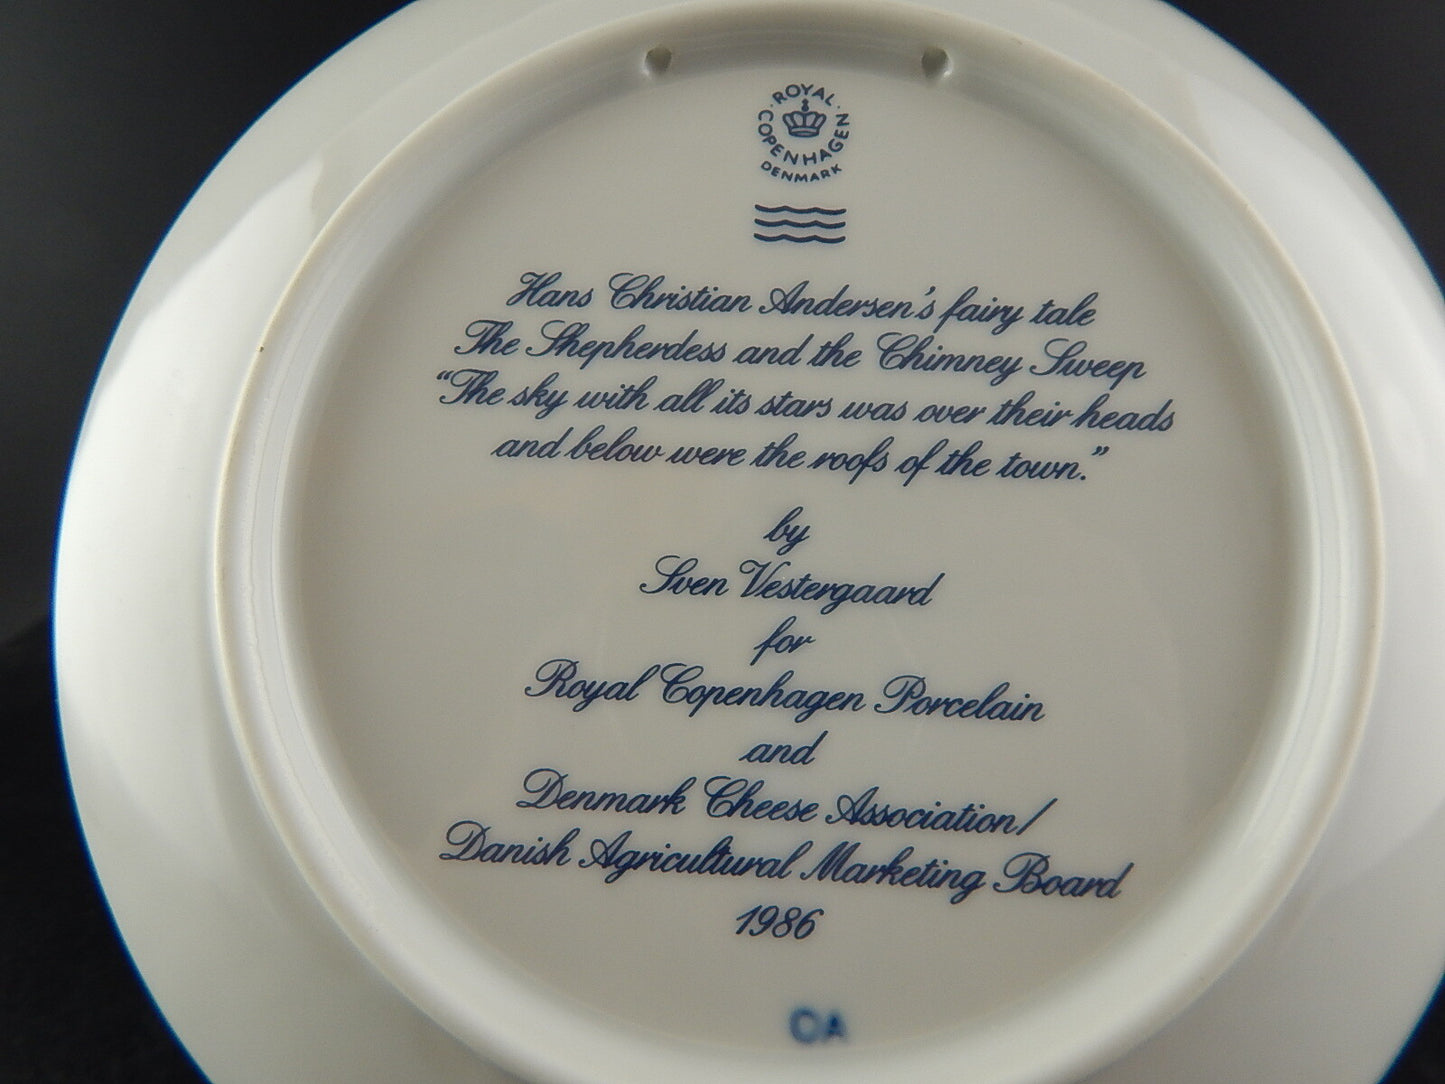 ROYAL
COPENHAGEN
DENMARK
Hans Christian Andersen's fairy tale
The Shepherdess and the Chimney Sweep
“The sky with all its stars was over their heads
and below were the roofs of the town.”
by
Sven Vestergaard
for
Royal Copenhagen Porcelain
and
Denmark Cheese Association/
Danish Agricultural Marketing Board
1986
OA